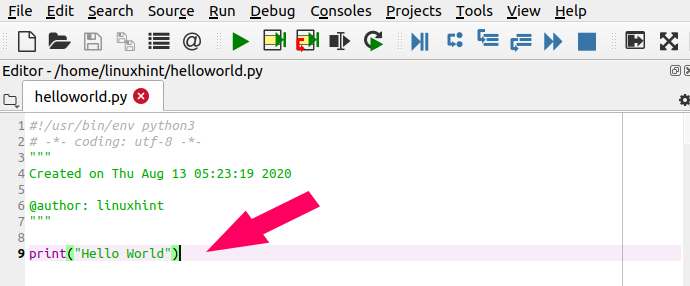 File Edit Search Source Run Debug Consoles Projects Tools View Help
Editor - /home/linuxhint/helloworld.py
helloworld.py
1 #!/usr/bin/env python3
2 # -*- coding: utf-8 -*-
3 """
4 Created on Thu Aug 13 05:23:19 2020
5
6 @author: linuxhint
7 """
8
9 print("Hello World")